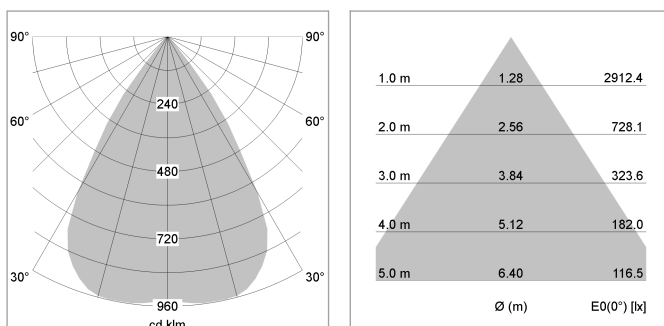 90° 90°
240
60° 60°
480
720
30° 30°
960
cd klm
1.0 m 1.28 2912.4
2.0 m 2.56 728.1
3.0 m 3.84 323.6
4.0 m 5.12 182.0
5.0 m 6.40 116.5
Ø (m) E0(0°) [lx]